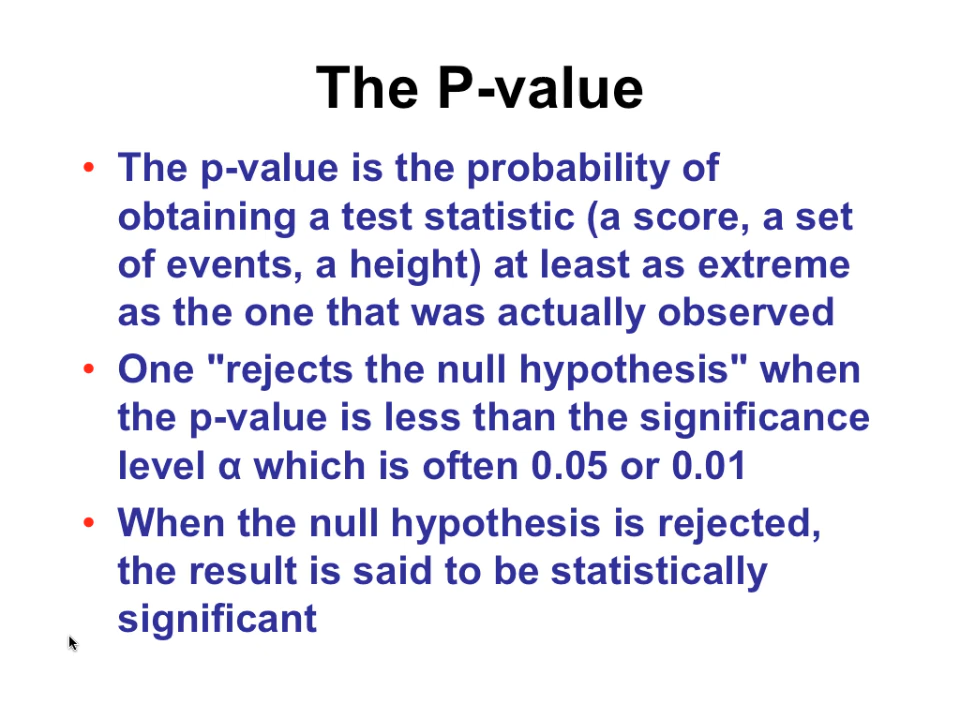 The P-value
• The p-value is the probability of
obtaining a test statistic (a score, a set
of events, a height) at least as extreme
as the one that was actually observed
• One "rejects the null hypothesis" when
the p-value is less than the significance
level α which is often 0.05 or 0.01
• When the null hypothesis is rejected,
the result is said to be statistically
significant